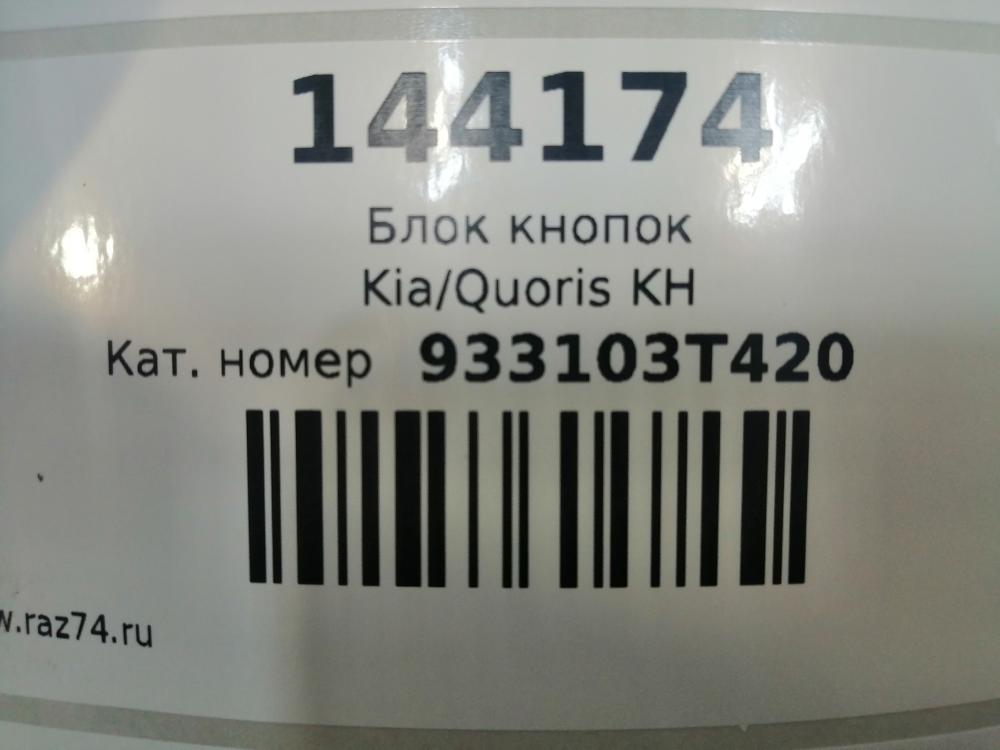 144174
Блок кнопок
Kia/Quoris KH
Кат. номер 933103T420
w.raz74.ru